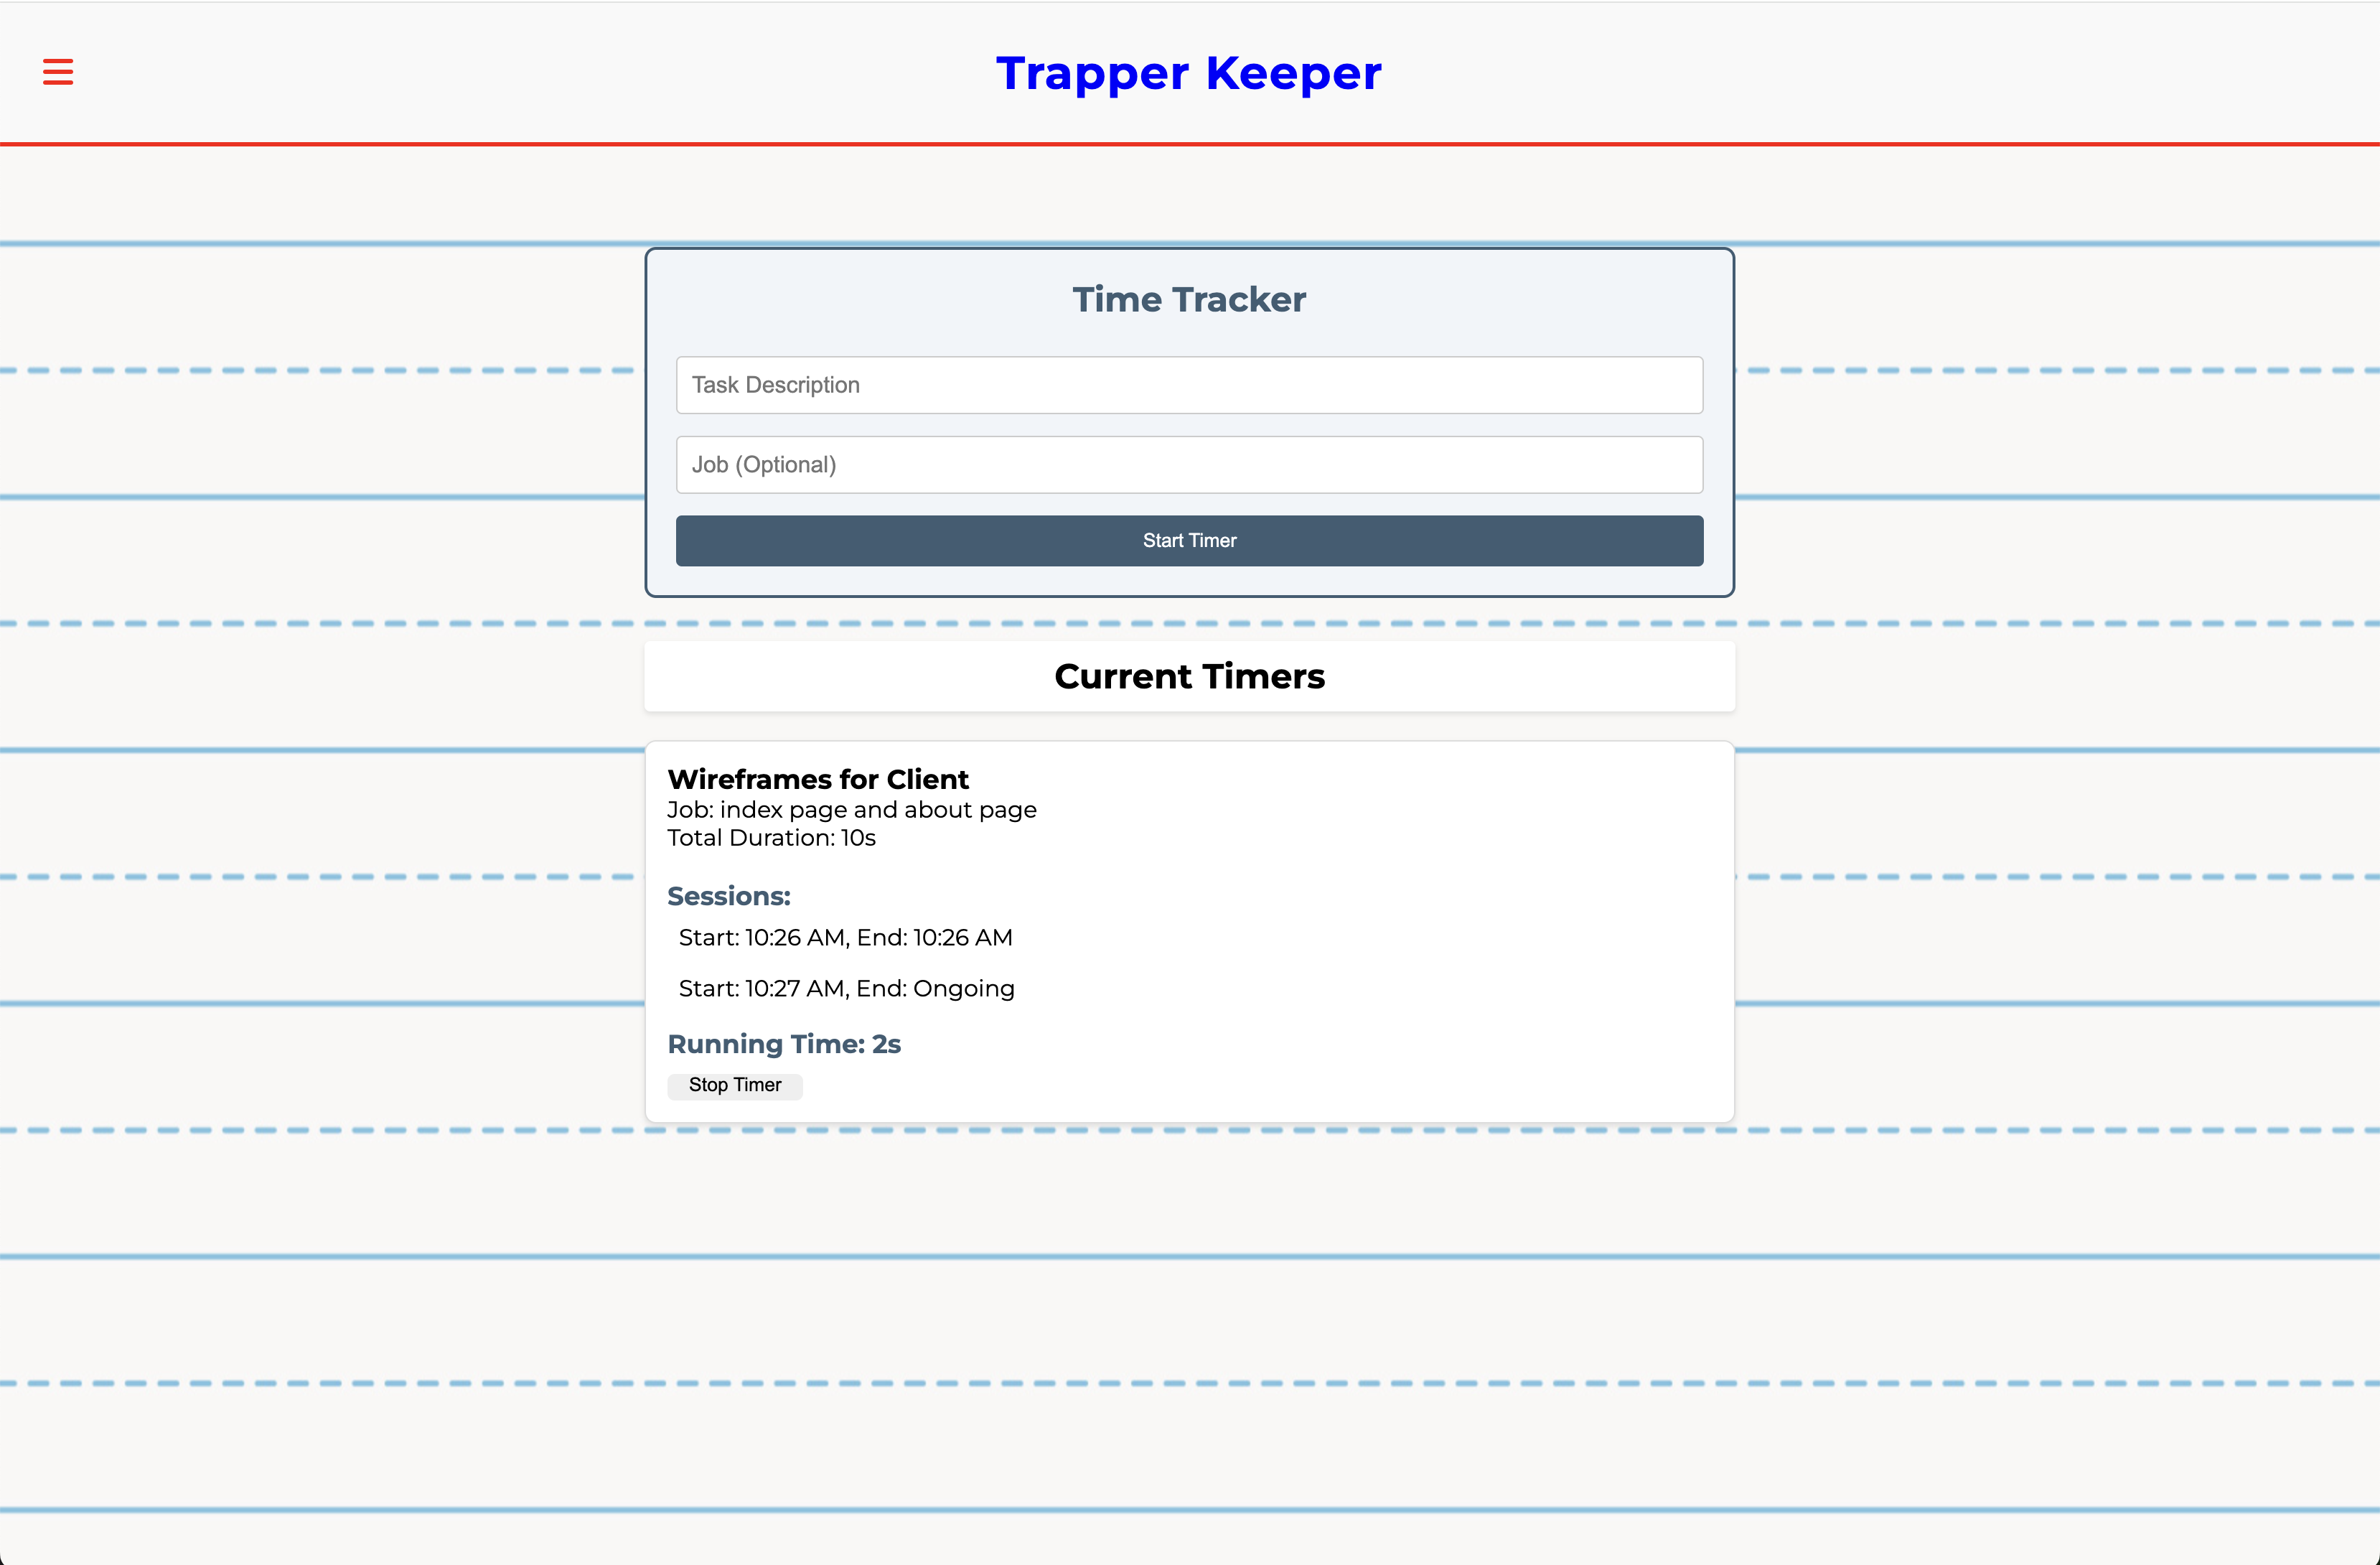 Trapper Keeper
Time Tracker
Task Description
Job (Optional)
Start Timer
Current Timers
Wireframes for Client
Job: index page and about page
Total Duration: 10s
Sessions:
Start: 10:26 AM, End: 10:26 AM
Start: 10:27 AM, End: Ongoing
Running Time: 2s
Stop Timer